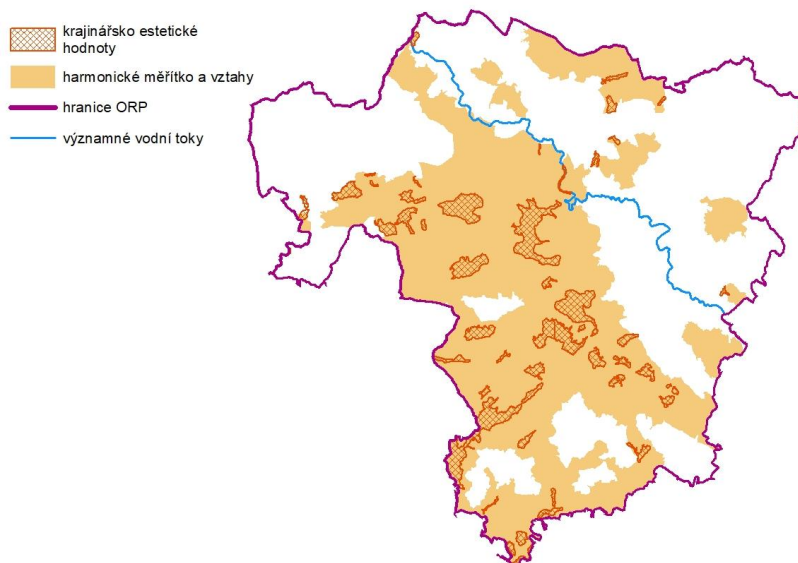 krajinářsko estetické
hodnoty
harmonické měřítko a vztahy
hranice ORP
významné vodní toky